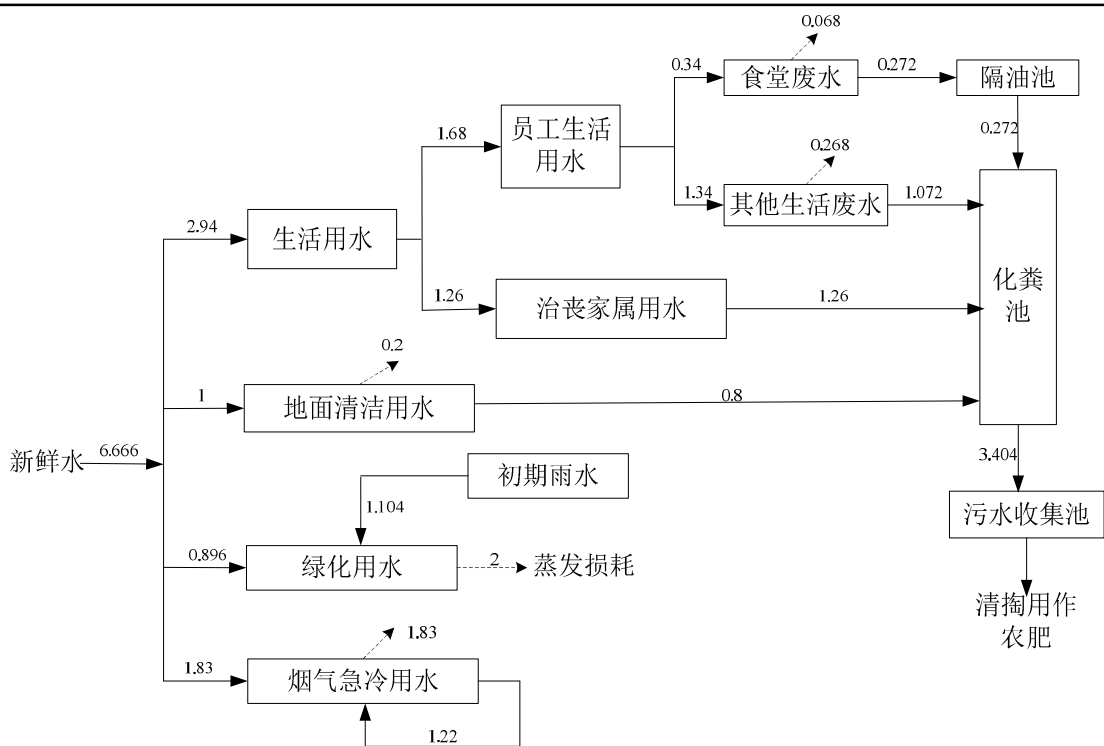 0.068
0.34
食堂废水
0.272
隔油池
1.68
员工生活
用水
0.272
0.268
1.34
其他生活废水
1.072
2.94
生活用水
化粪
池
1.26
治丧家属用水
1.26
0.2
1
地面清洁用水
0.8
新鲜水
6.666
3.404
初期雨水
1.104
污水收集池
0.896
绿化用水
2
蒸发损耗
清掏用作
农肥
1.83
1.83
烟气急冷用水
1.22